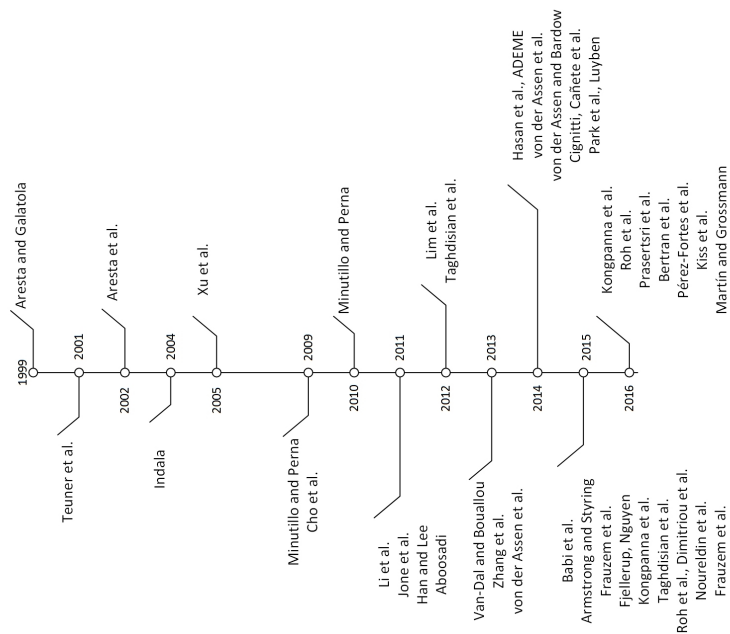 1999
Aresta and Galatola
2001
Teuner et al.
2002
Aresta et al.
2004
Indala
2005
Xu et al.
2009
Minutillo and Perna
Cho et al.
2010
Minutillo and Perna
2011
Li et al.
Jone et al.
Han and Lee
Aboosadi
2012
Lim et al.
Taghdisian et al.
2013
Van-Dal and Bouallou
Zhang et al.
von der Assen et al.
2014
Hasan et al., ADEME
von der Assen et al.
von der Assen and Bardow
Cignitti, Cañete et al.
Park et al., Luyben
2015
Babi et al.
Armstrong and Styring
Frauzem et al.
Fjellerup, Nguyen
Kongpanna et al.
Taghdisian et al.
Roh et al., Dimitriou et al.
Noureldin et al.
Frauzem et al.
2016
Kongpanna et al.
Roh et al.
Prasertsri et al.
Bertran et al.
Pérez-Fortes et al.
Kiss et al.
Martín and Grossmann